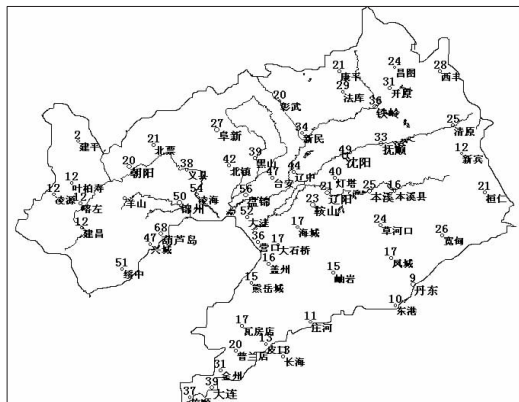 21
康平
24
昌图
28
西丰
29
法库
31
开原
36
铁岭
20
彰武
27
阜新
34
新民
25
清原
33
抚顺
12
新宾
2
建平
21
北票
20
朝阳
38
义县
42
北镇
39
黑山
47
台安
44
辽中
49
沈阳
40
灯塔
12
叶柏寿
12
凌源
12
喀左
羊山
50
锦州
54
凌海
56
盘锦
52
大洼
23
鞍山
21
辽阳
25
本溪
16
本溪县
21
桓仁
12
建昌
68
葫芦岛
47
兴城
36
营口
17
大石桥
17
海城
24
草河口
26
宽甸
51
绥中
16
盖州
15
熊岳城
15
岫岩
17
凤城
9
丹东
10
东港
17
瓦房店
11
庄河
20
普兰店
13
皮口
长海
31
金州
39
大连
37